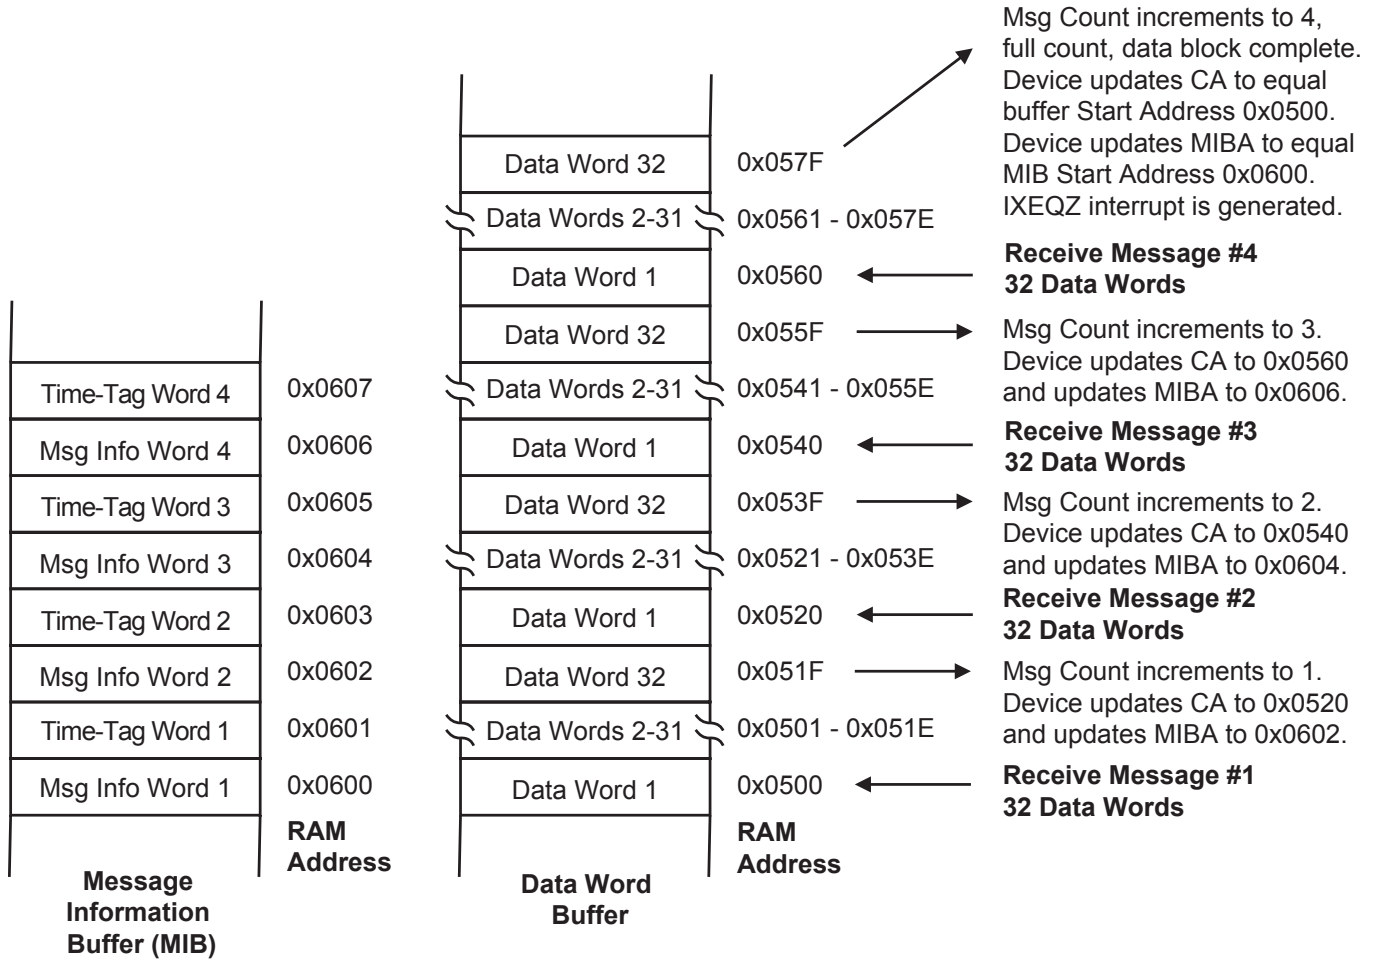 Msg Count increments to 4,
full count, data block complete.
Device updates CA to equal
buffer Start Address 0x0500.
Device updates MIBA to equal
MIB Start Address 0x0600.
IXEQZ interrupt is generated.
Data Word 32 0x057F
Data Words 2-31 0x0561 - 0x057E
Data Word 1 0x0560
Receive Message #4
32 Data Words
Data Word 32 0x055F
Msg Count increments to 3.
Device updates CA to 0x0560
and updates MIBA to 0x0606.
Time-Tag Word 4 0x0607
Data Words 2-31 0x0541 - 0x055E
Msg Info Word 4 0x0606
Data Word 1 0x0540
Receive Message #3
32 Data Words
Time-Tag Word 3 0x0605
Data Word 32 0x053F
Msg Count increments to 2.
Device updates CA to 0x0540
and updates MIBA to 0x0604.
Msg Info Word 3 0x0604
Data Words 2-31 0x0521 - 0x053E
Time-Tag Word 2 0x0603
Data Word 1 0x0520
Receive Message #2
32 Data Words
Msg Info Word 2 0x0602
Data Word 32 0x051F
Msg Count increments to 1.
Device updates CA to 0x0520
and updates MIBA to 0x0602.
Time-Tag Word 1 0x0601
Data Words 2-31 0x0501 - 0x051E
Msg Info Word 1 0x0600
Data Word 1 0x0500
Receive Message #1
32 Data Words
RAM
Address
RAM
Address
Message
Information
Buffer (MIB)
Data Word
Buffer